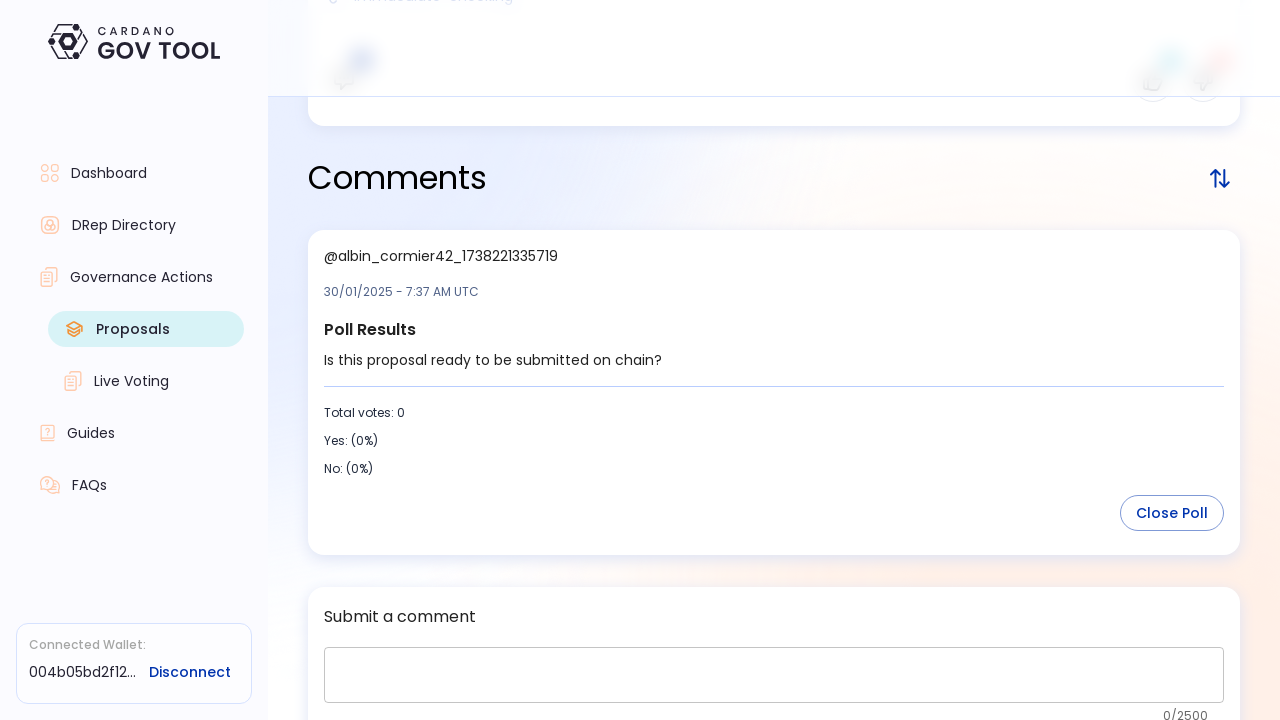 CARDANO
GOV TOOL
Dashboard
DRep Directory
Governance Actions
Proposals
Live Voting
Guides
FAQs
Connected Wallet:
004b05bd2f12...
Disconnect
Comments
@albin_cormier42_1738221335719
30/01/2025 - 7:37 AM UTC
Poll Results
Is this proposal ready to be submitted on chain?
Total votes: 0
Yes: (0%)
No: (0%)
Close Poll
Submit a comment
0/2500